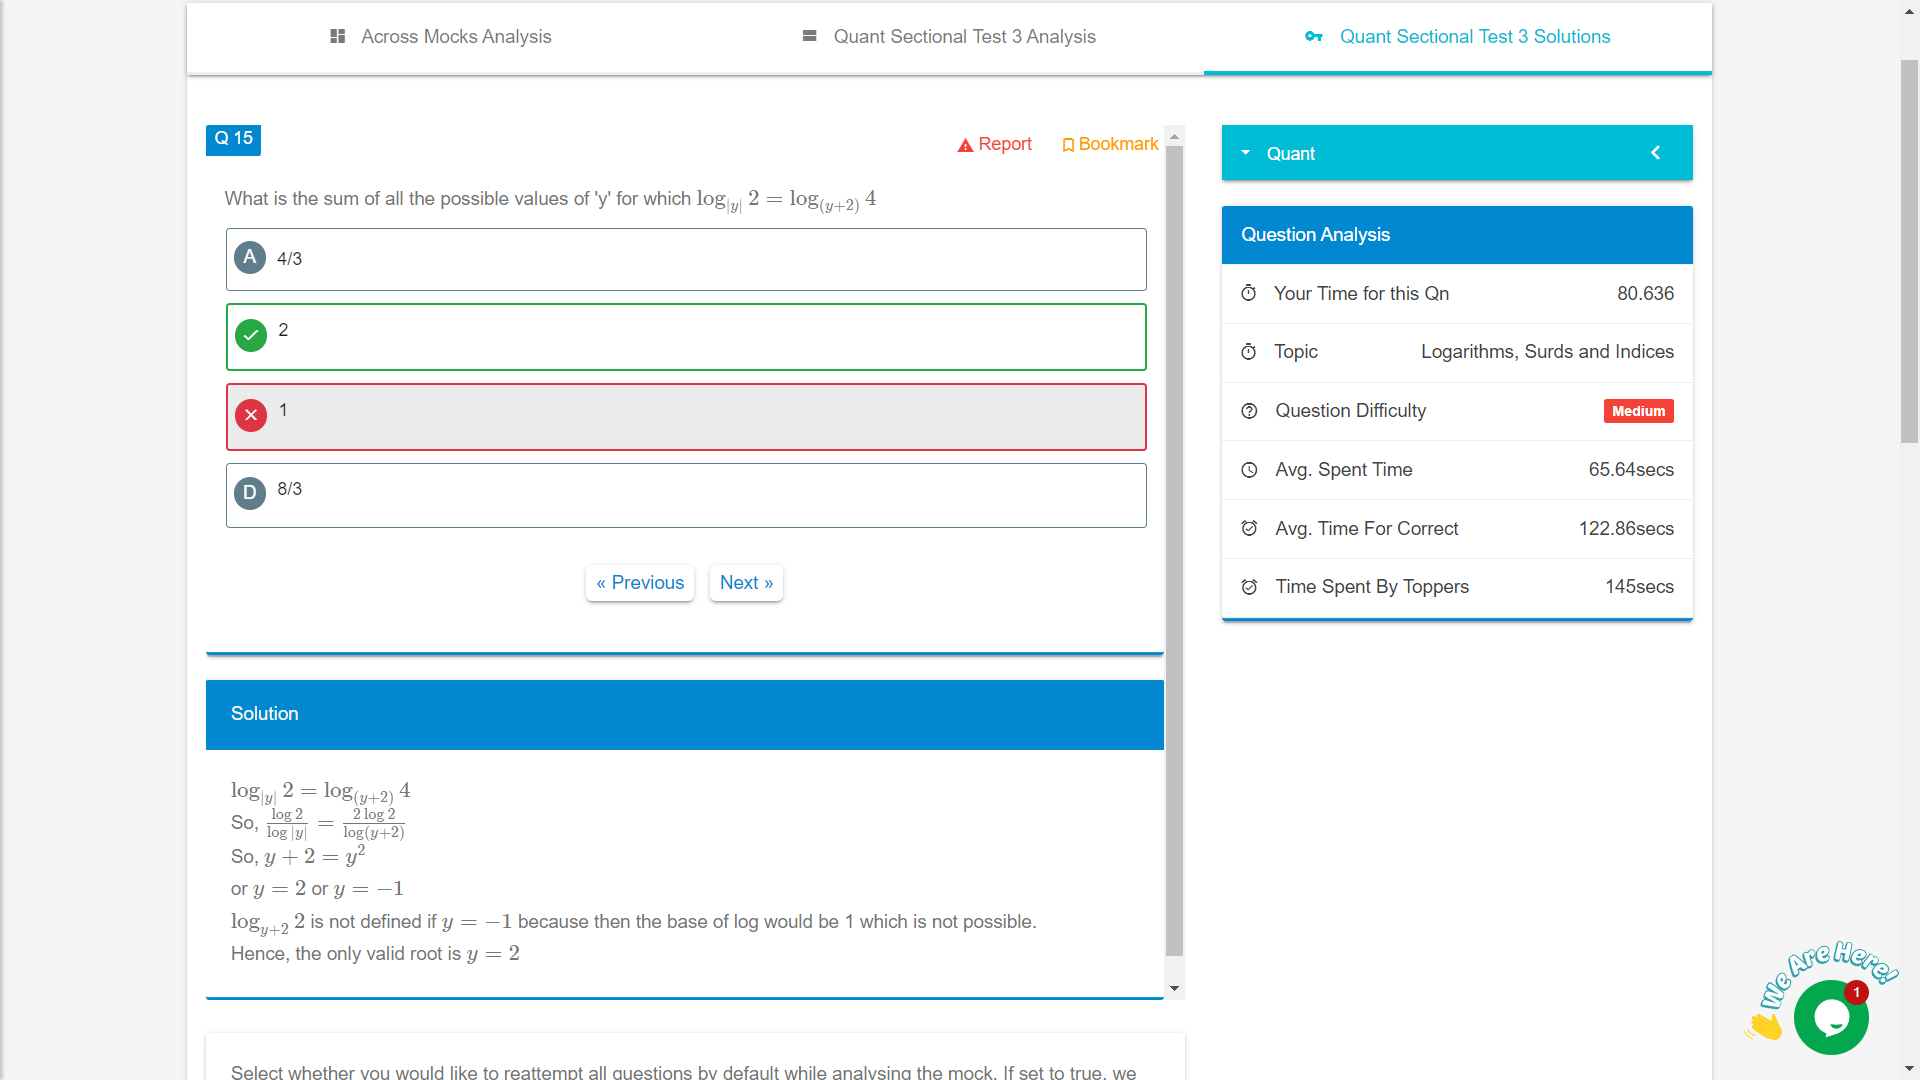 Across Mocks Analysis
Quant Sectional Test 3 Analysis
Quant Sectional Test 3 Solutions
Q 15
Report
Bookmark
What is the sum of all the possible values of 'y' for which log_{|y|} 2 = log_{(y+2)} 4
A 4/3
2
1
D 8/3
« Previous
Next »
Solution
log_{|y|} 2 = log_{(y+2)} 4
So, \frac{log 2}{log |y|} = \frac{2 log 2}{log(y+2)}
So, y + 2 = y^2
or y = 2 or y = −1
log_{y+2} 2 is not defined if y = −1 because then the base of log would be 1 which is not possible.
Hence, the only valid root is y = 2
Select whether you would like to reattempt all questions by default while analysing the mock. If set to true, we
Quant
Question Analysis
Your Time for this Qn 80.636
Topic Logarithms, Surds and Indices
Question Difficulty Medium
Avg. Spent Time 65.64secs
Avg. Time For Correct 122.86secs
Time Spent By Toppers 145secs
We Are Here!
1